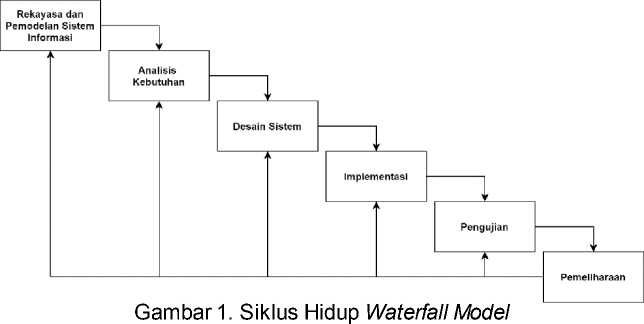 Rekayasa dan
Pemodelan Sistem
Informasi
Analisis
Kebutuhan
Desain Sistem
Implementasi
Pengujian
Pemeliharaan
Gambar 1. Siklus Hidup Waterfall Model